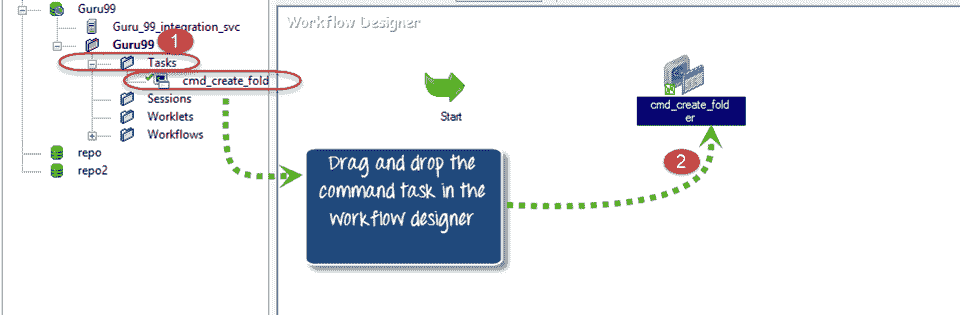 Guru99
Guru_99_integration_svc
Guru99
1
Tasks
cmd_create_fold
Sessions
Worklets
Workflows
repo
repo2
Workflow Designer
Start
cmd_create_fold
er
2
Drag and drop the
command task in the
workflow designer